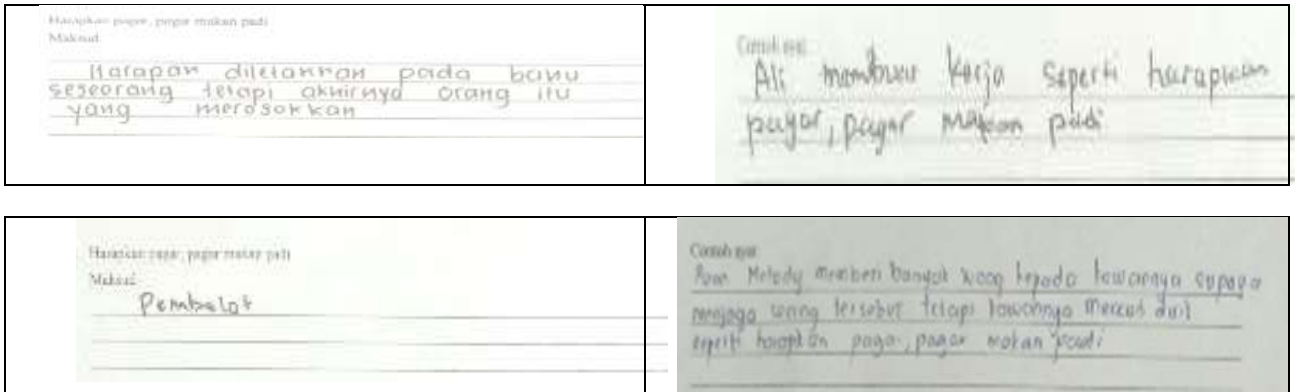 Harapkan pagar, pagar makan padi
Maksud
Harapan diletakkan pada bahu
seseorang tetapi akhirnya orang itu
yang merosokkan
Contoh ayat
Ali membuat kerja seperti harapkan
pagar, pagar makan padi
Harapkan pagar, pagar makan padi
Maksud
Pembelot
Contoh ayat
Melody memberi banyak wang kepada kawannya supaya
menjaga wang tersebut tetapi kawannya mencuri duit
seperti harapkan pagar, pagar makan padi